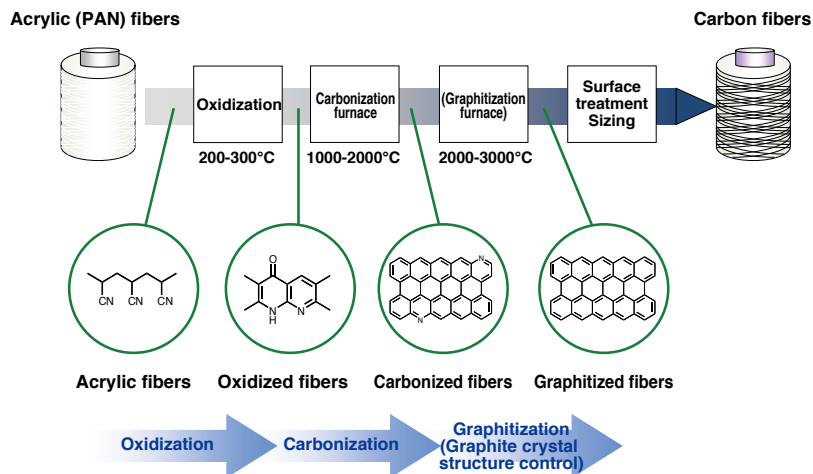 Acrylic (PAN) fibers
Carbon fibers
Oxidization
Carbonization
furnace
(Graphitization
furnace)
Surface
treatment
Sizing
200-300°C
1000-2000°C
2000-3000°C
CN
CN
CN
O
N
H
N
N
N
Acrylic fibers
Oxidized fibers
Carbonized fibers
Graphitized fibers
Oxidization
Carbonization
Graphitization
(Graphite crystal
structure control)